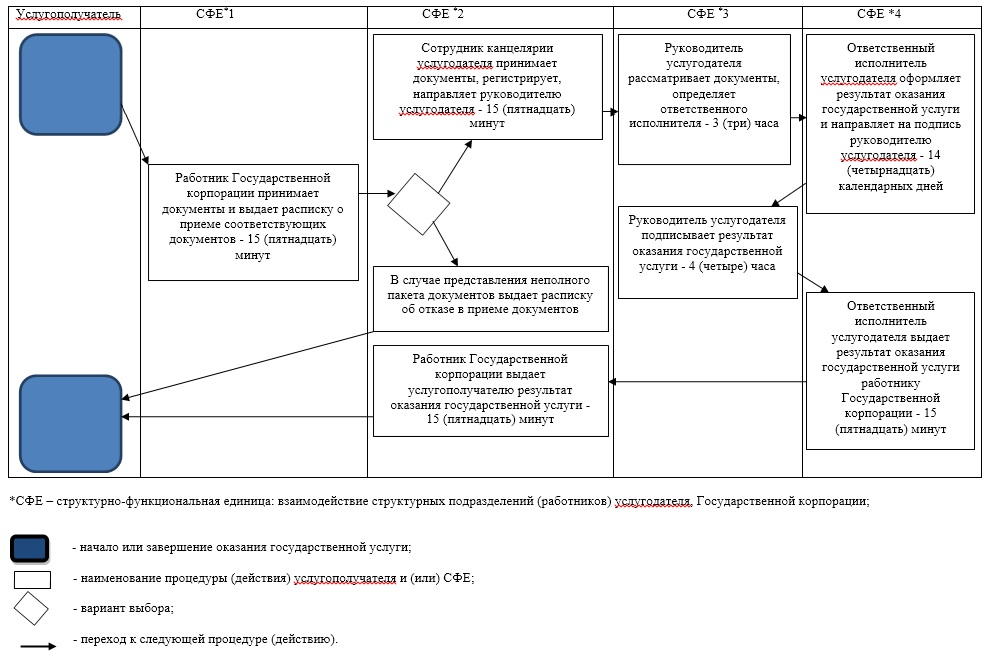 Услугополучатель
СФЕ*1
СФЕ *2
СФЕ *3
СФЕ *4
Сотрудник канцелярии
услугодателя принимает
документы, регистрирует,
направляет руководителю
услугодателя - 15 (пятнадцать)
минут
Руководитель
услугодателя
рассматривает документы,
определяет
ответственного
исполнителя - 3 (три) часа
Ответственный
исполнитель
услугодателя оформляет
результат оказания
государственной услуги
и направляет на подпись
руководителю
услугодателя - 14
(четырнадцать)
календарных дней
Работник Государственной
корпорации принимает
документы и выдает расписку о
приеме соответствующих
документов - 15 (пятнадцать)
минут
Руководитель услугодателя
подписывает результат
оказания государственной
услуги - 4 (четыре) часа
В случае представления неполного
пакета документов выдает расписку
об отказе в приеме документов
Ответственный
исполнитель
услугодателя выдает
результат оказания
государственной услуги
работнику
Государственной
корпорации - 15
(пятнадцать) минут
Работник Государственной
корпорации выдает
услугополучателю результат
оказания государственной услуги -
15 (пятнадцать) минут
*СФЕ – структурно-функциональная единица: взаимодействие структурных подразделений (работников) услугодателя, Государственной корпорации;
- начало или завершение оказания государственной услуги;
- наименование процедуры (действия) услугополучателя и (или) СФЕ;
- вариант выбора;
- переход к следующей процедуре (действию).